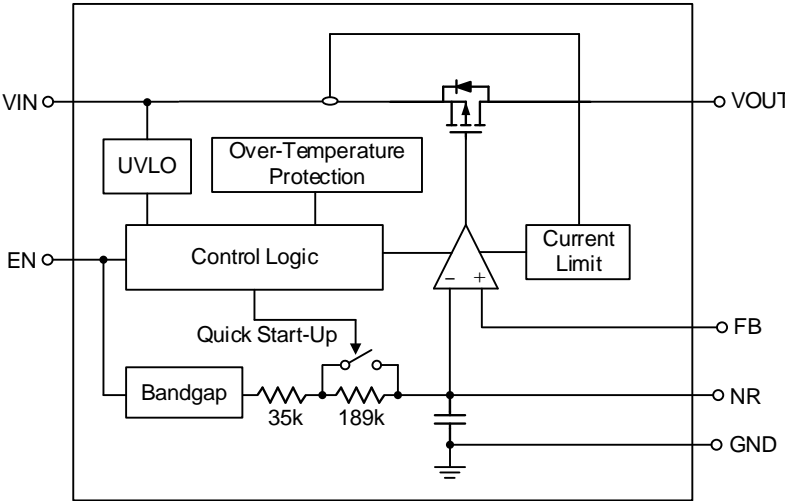 VIN
VOUT
UVLO
Over-Temperature
Protection
EN
Control Logic
Current
Limit
− +
Quick Start-Up
FB
Bandgap
35k
189k
NR
GND